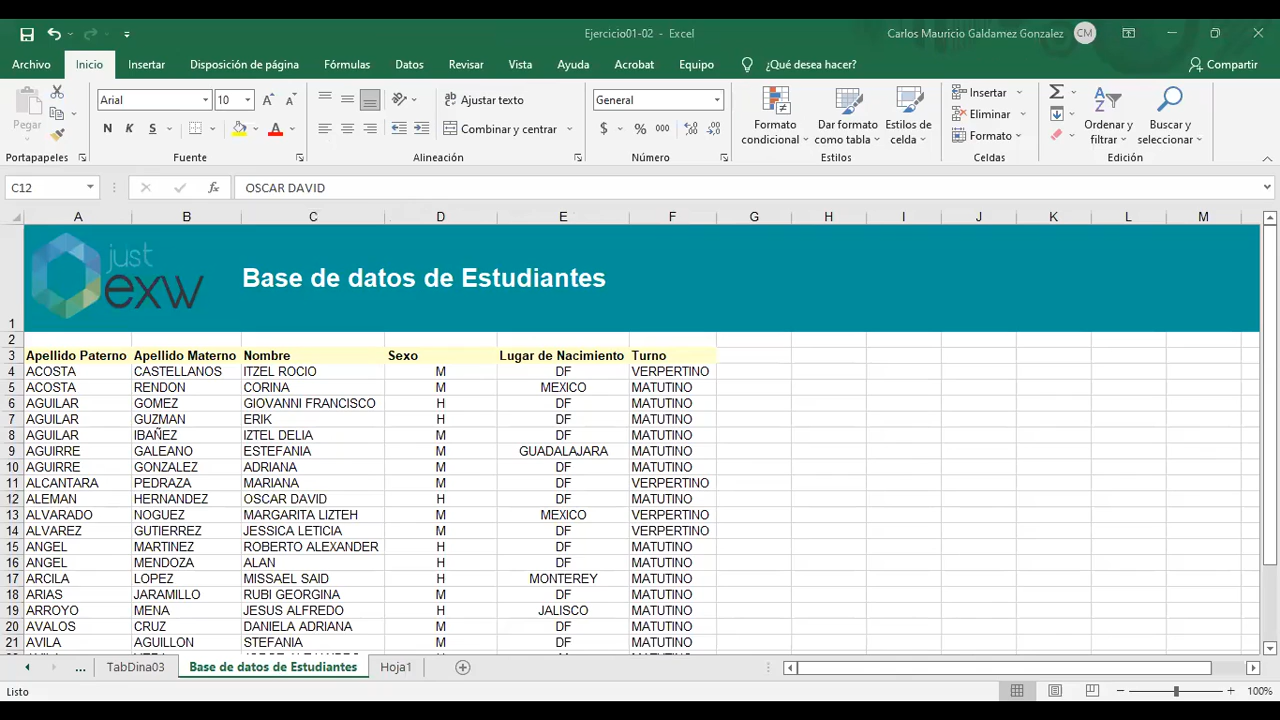 Ejercicio01-02 - Excel
Carlos Mauricio Galdamez Gonzalez CM
Archivo Inicio Insertar Disposición de página Fórmulas Datos Revisar Vista Ayuda Acrobat Equipo ¿Qué desea hacer? Compartir
Pegar
Portapapeles
Arial 10
N K S
Fuente
Ajustar texto
Combinar y centrar
Alineación
General
$ % 000
Número
Formato condicional
Dar formato como tabla
Estilos de celda
Estilos
Insertar
Eliminar
Formato
Celdas
Ordenar y filtrar
Buscar y seleccionar
Edición
C12 fx OSCAR DAVID
A B C D E F G H I J K L M
1 just exw Base de datos de Estudiantes
2
3 Apellido Paterno Apellido Materno Nombre Sexo Lugar de Nacimiento Turno
4 ACOSTA CASTELLANOS ITZEL ROCIO M DF VERPERTINO
5 ACOSTA RENDON CORINA M MEXICO MATUTINO
6 AGUILAR GOMEZ GIOVANNI FRANCISCO H DF MATUTINO
7 AGUILAR GUZMAN ERIK H DF MATUTINO
8 AGUILAR IBAÑEZ IZTEL DELIA M DF MATUTINO
9 AGUIRRE GALEANO ESTEFANIA M GUADALAJARA MATUTINO
10 AGUIRRE GONZALEZ ADRIANA M DF MATUTINO
11 ALCANTARA PEDRAZA MARIANA M DF VERPERTINO
12 ALEMAN HERNANDEZ OSCAR DAVID H DF MATUTINO
13 ALVARADO NOGUEZ MARGARITA LIZTEH M MEXICO VERPERTINO
14 ALVAREZ GUTIERREZ JESSICA LETICIA M DF VERPERTINO
15 ANGEL MARTINEZ ROBERTO ALEXANDER H DF MATUTINO
16 ANGEL MENDOZA ALAN H DF MATUTINO
17 ARCILA LOPEZ MISSAEL SAID H MONTEREY MATUTINO
18 ARIAS JARAMILLO RUBI GEORGINA M DF MATUTINO
19 ARROYO MENA JESUS ALFREDO H JALISCO MATUTINO
20 AVALOS CRUZ DANIELA ADRIANA M DF MATUTINO
21 AVILA AGUILLON STEFANIA M DF MATUTINO
... TabDina03 Base de datos de Estudiantes Hoja1
Listo 100%